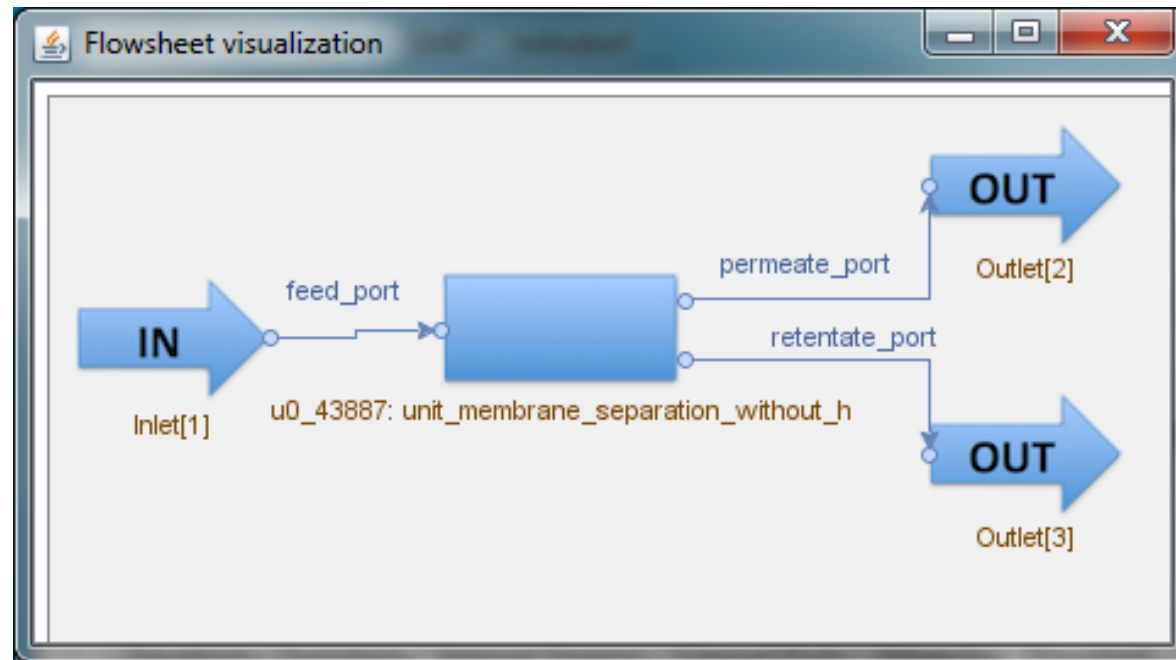 Flowsheet visualization
OUT
permeate_port
Outlet[2]
feed_port
retentate_port
IN
u0_43887: unit_membrane_separation_without_h
Inlet[1]
OUT
Outlet[3]